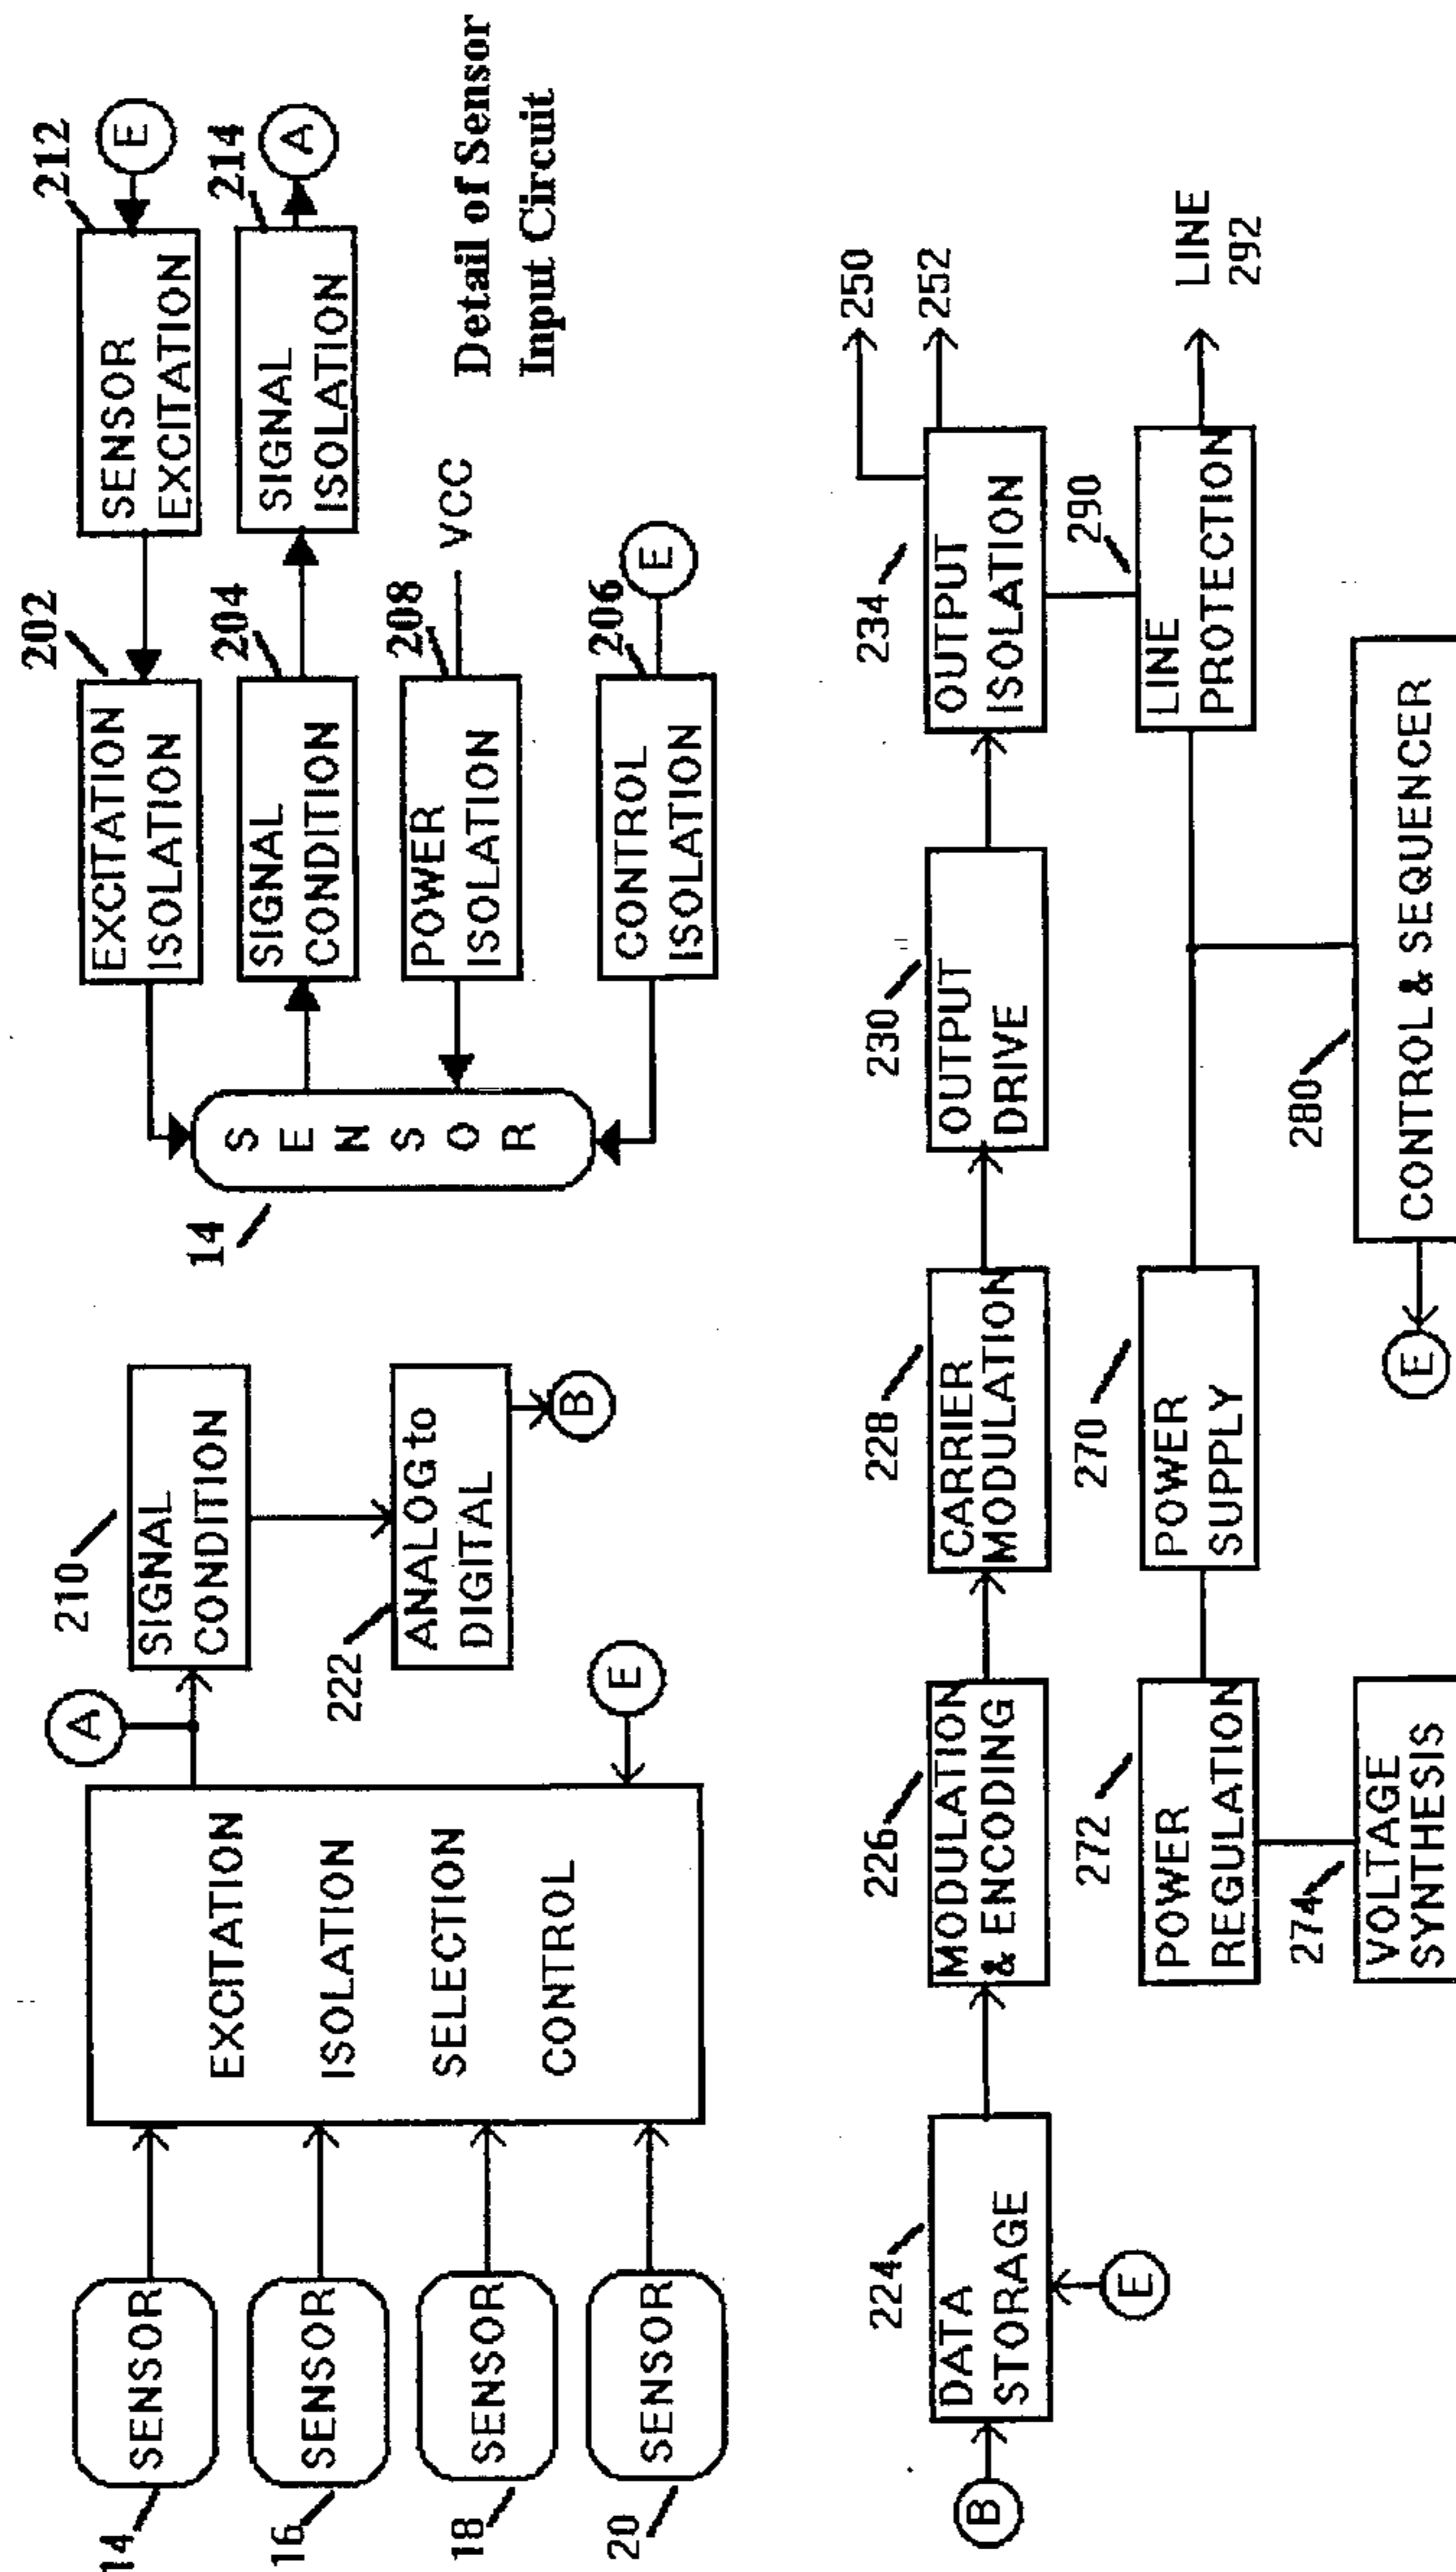 14
SENSOR
16
SENSOR
18
SENSOR
20
SENSOR
EXCITATION
ISOLATION
SELECTION
CONTROL
E
A
210
SIGNAL
CONDITION
222
ANALOG to
DIGITAL
B
14
SENSOR
202
EXCITATION
ISOLATION
212
SENSOR
EXCITATION
E
204
SIGNAL
CONDITION
214
SIGNAL
ISOLATION
A
208
POWER
ISOLATION
VCC
206
CONTROL
ISOLATION
E
Detail of Sensor
Input Circuit
B
224
DATA
STORAGE
E
226
MODULATION
& ENCODING
228
CARRIER
MODULATION
230
OUTPUT
DRIVE
234
OUTPUT
ISOLATION
250
252
272
POWER
REGULATION
270
POWER
SUPPLY
290
LINE
PROTECTION
LINE
292
274
VOLTAGE
SYNTHESIS
E
280
CONTROL & SEQUENCER